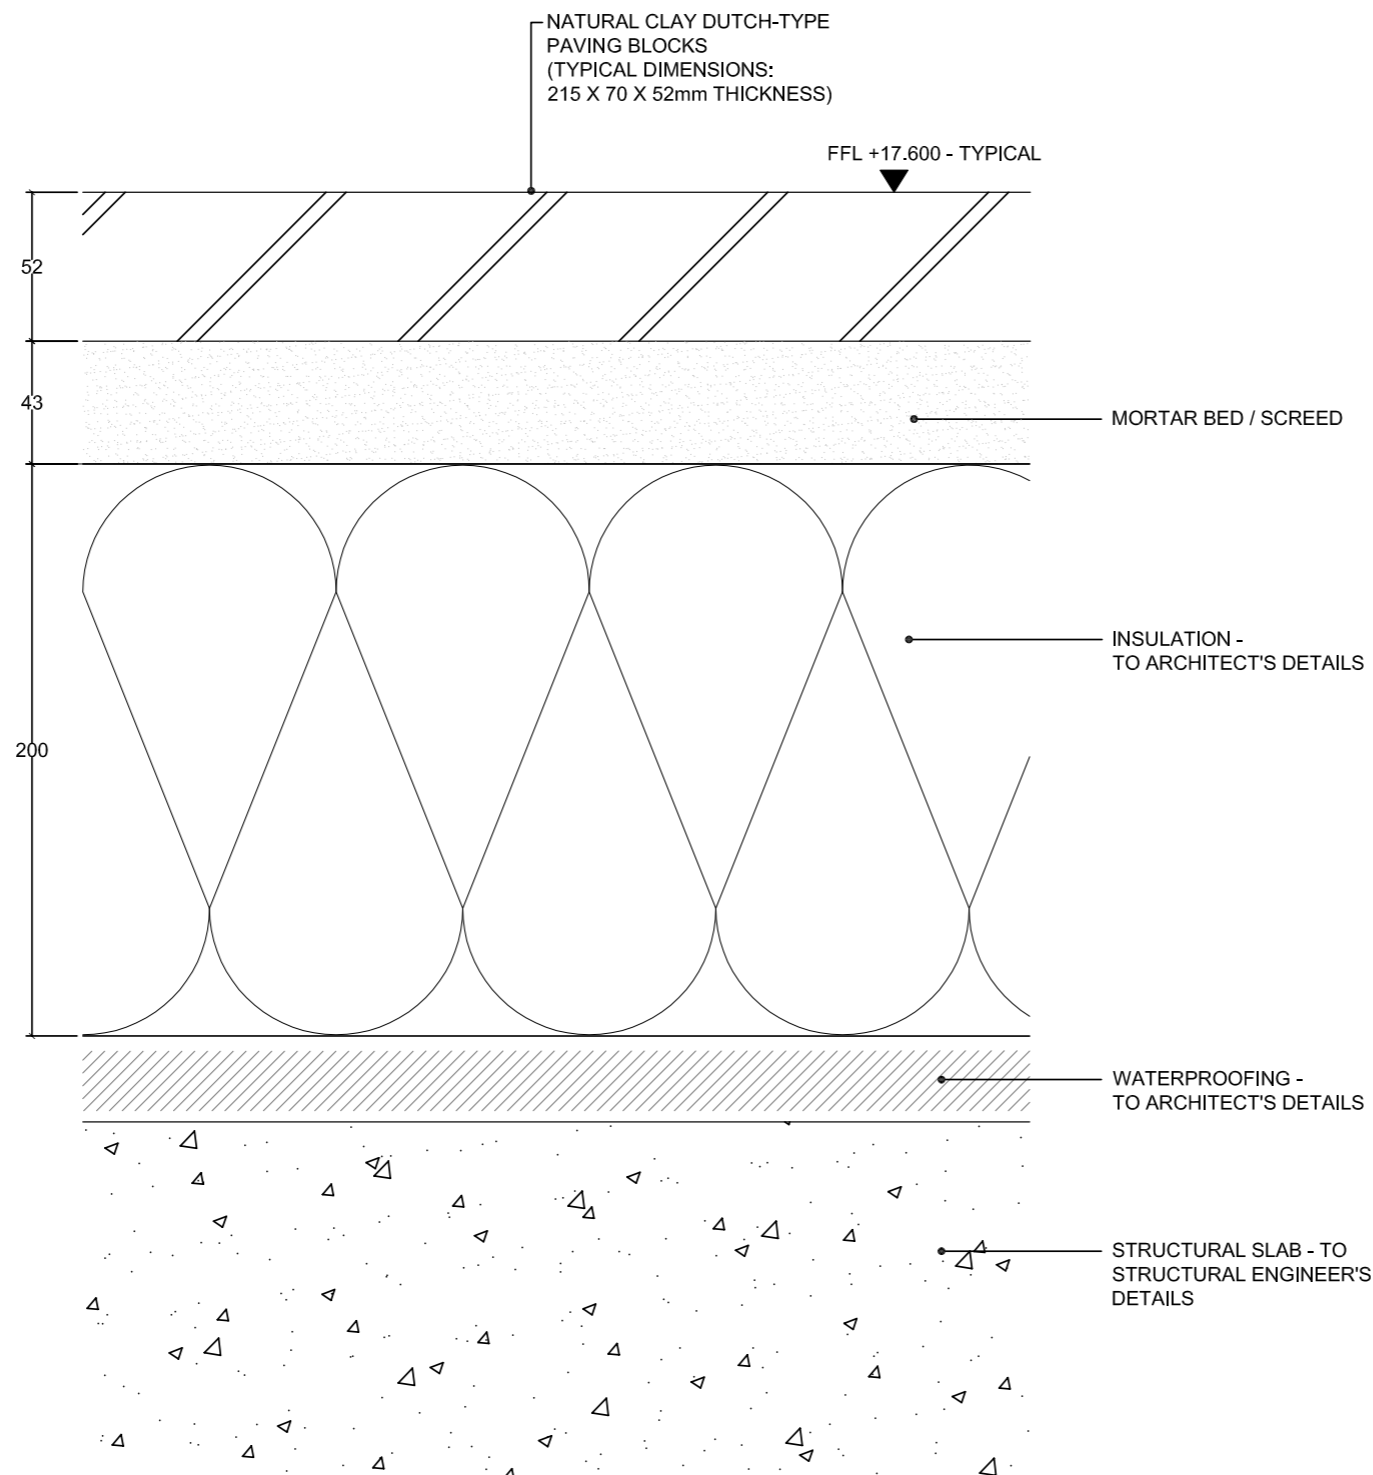 NATURAL CLAY DUTCH-TYPE
PAVING BLOCKS
(TYPICAL DIMENSIONS:
215 X 70 X 52mm THICKNESS)
FFL +17.600 - TYPICAL
52
43
MORTAR BED / SCREED
INSULATION -
TO ARCHITECT'S DETAILS
200
WATERPROOFING -
TO ARCHITECT'S DETAILS
STRUCTURAL SLAB - TO
STRUCTURAL ENGINEER'S
DETAILS